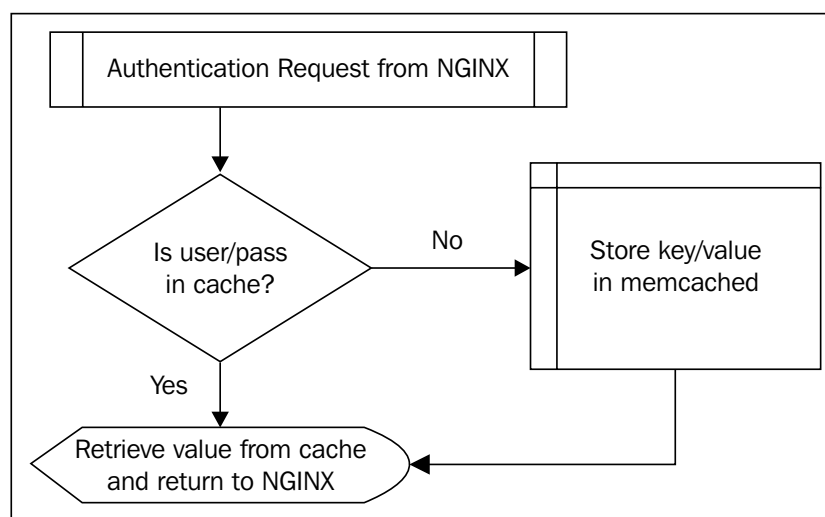 Authentication Request from NGINX
Is user/pass
in cache?
No
Store key/value
in memcached
Yes
Retrieve value from cache
and return to NGINX